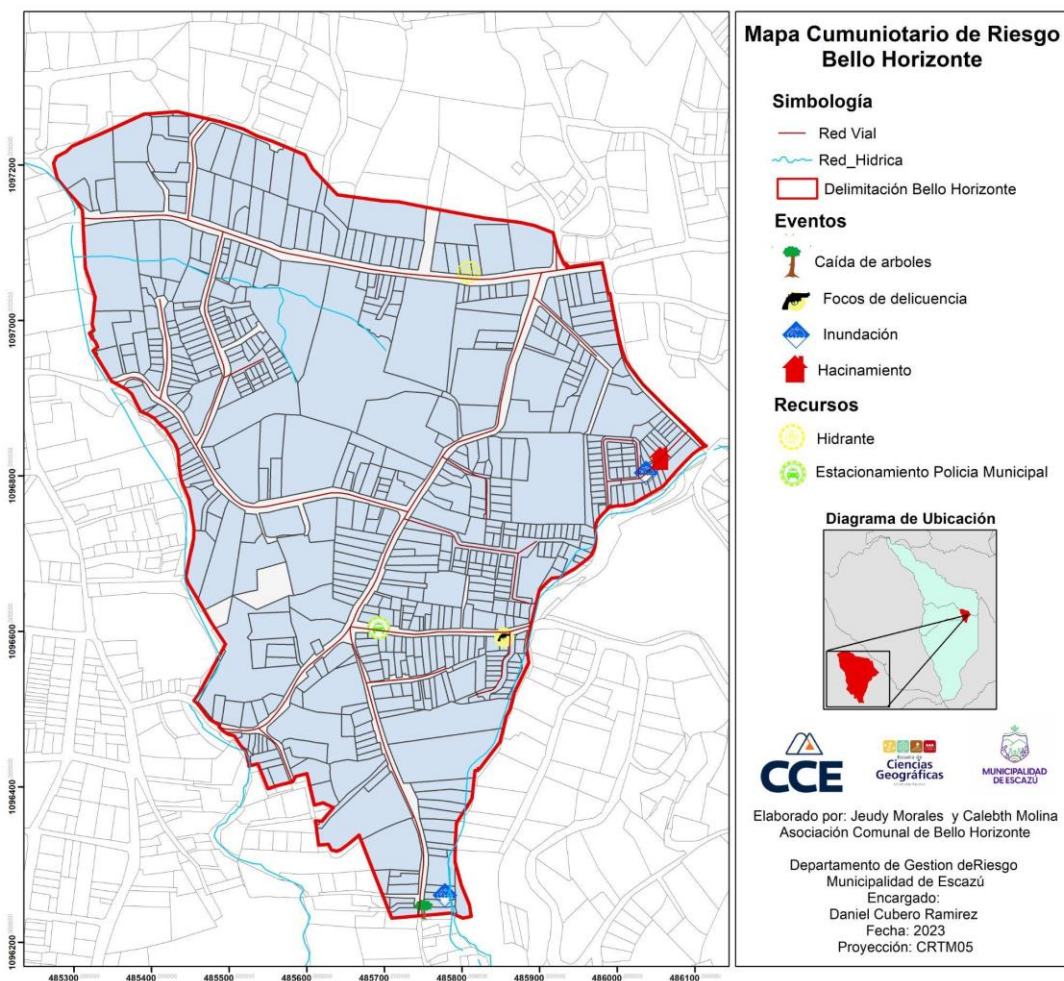 Mapa Cumuniotario de Riesgo
Bello Horizonte
Simbología
Red Vial
Red_Hidrica
Delimitación Bello Horizonte
Eventos
Caída de arboles
Focos de delicuencia
Inundación
Hacinamiento
Recursos
Hidrante
Estacionamiento Policia Municipal
Diagrama de Ubicación
CCE
Ciencias
Geográficas
MUNICIPALIDAD
DE ESCAZÚ
Elaborado por: Jeudy Morales y Calebth Molina
Asociación Comunal de Bello Horizonte
Departamento de Gestion deRiesgo
Municipalidad de Escazú
Encargado:
Daniel Cubero Ramirez
Fecha: 2023
Proyección: CRTM05
1097200
1097000
1096800
1096600
1096400
1096200
485300
485400
485500
485600
485700
485800
485900
486000
486100